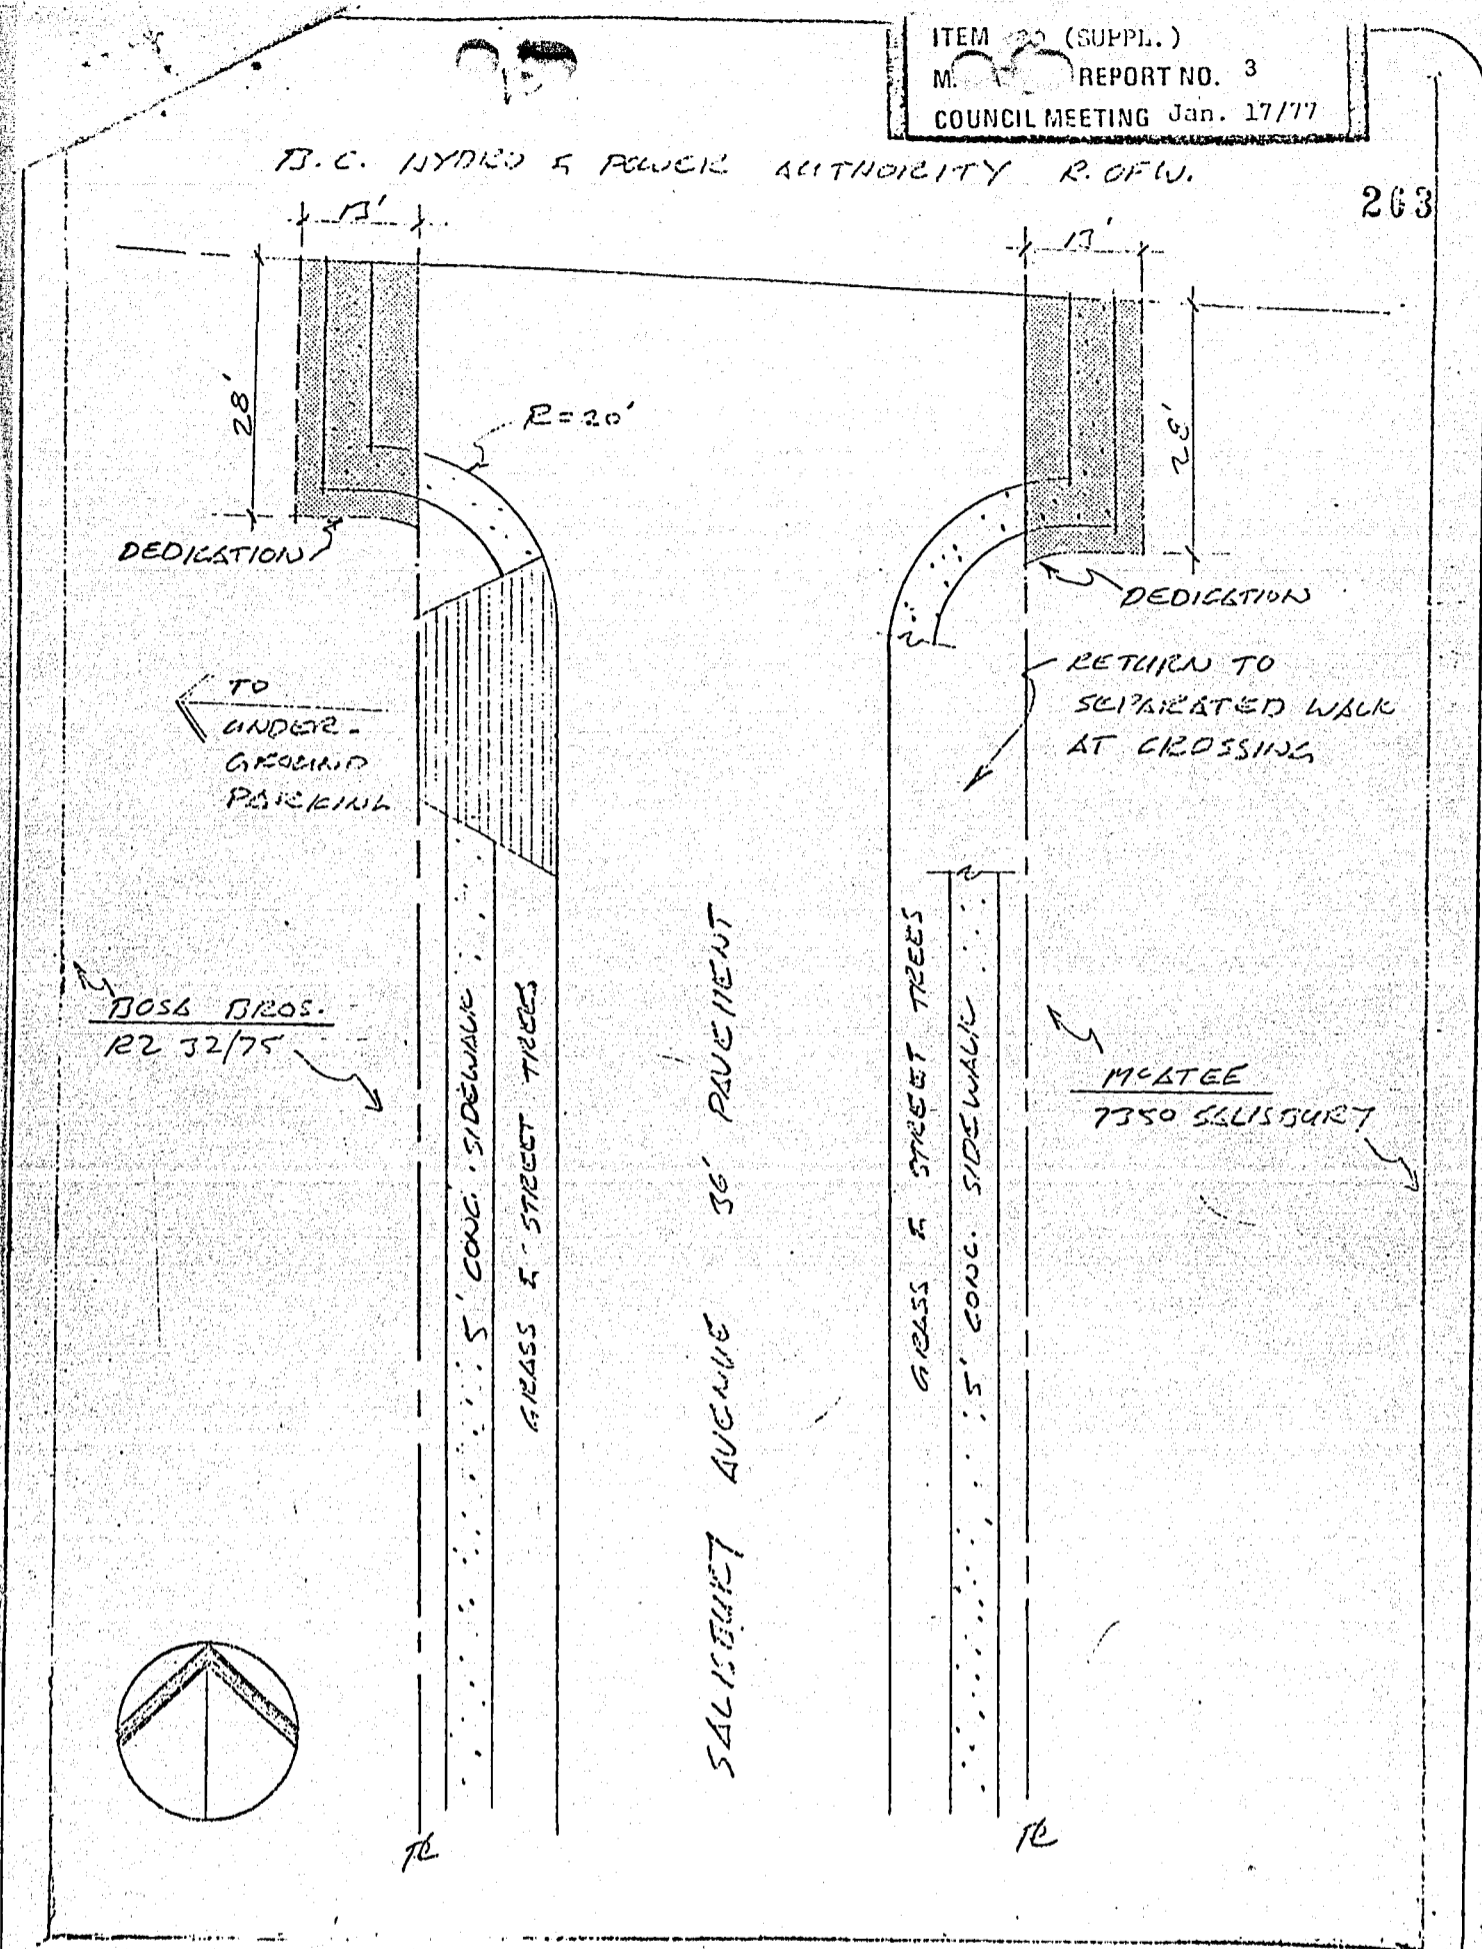 ITEM (SUPPL.)
REPORT NO. 3
COUNCIL MEETING Jan. 17/77
B.C. HYDRO & POWER AUTHORITY R. OF W.
263
13'
13'
28'
R=20'
28'
DEDICATION
DEDICATION
TO
UNDER-
GROUND
PARKING
RETURN TO
SEPARATED WALK
AT CROSSING
BOSA BROS.
RZ 32/75
5' CONC. SIDEWALK
GRASS & STREET TREES
SALISBURY AVENUE 36' PAVEMENT
GRASS & STREET TREES
5' CONC. SIDEWALK
McATEE
7350 SALISBURY
PL
PL